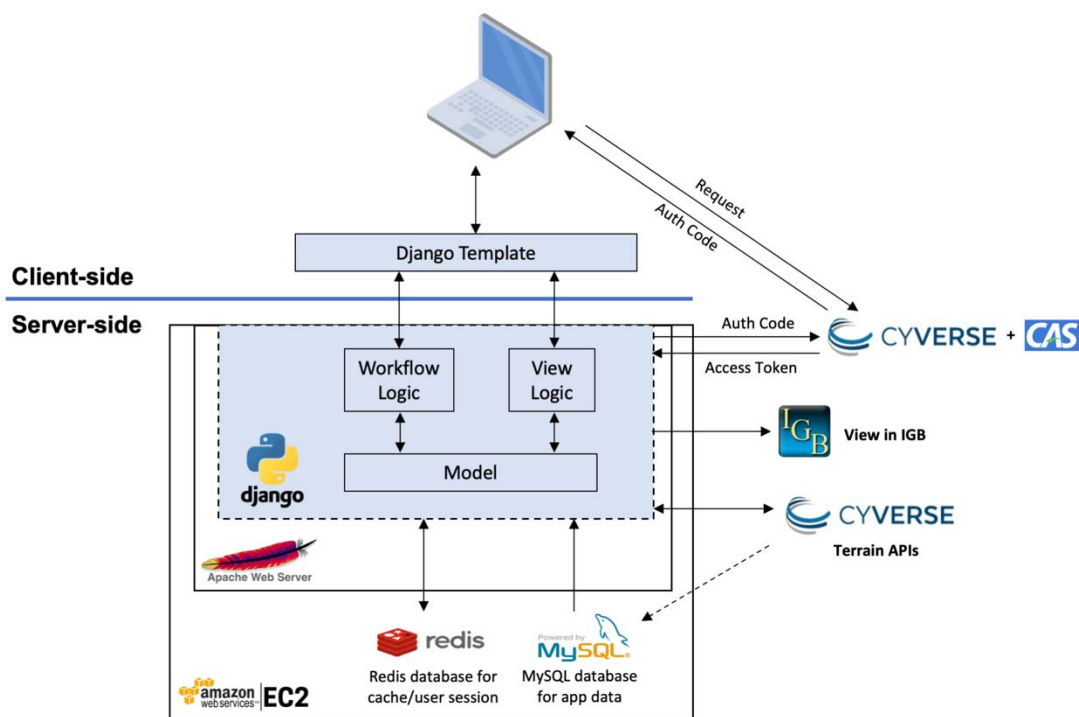 Request
Auth Code
Django Template
Client-side
Server-side
Auth Code
CYVERSE + CAS
Access Token
Workflow
Logic
View
Logic
IGB
View in IGB
django
Model
CYVERSE
Terrain APIs
Apache Web Server
redis
Powered by
MySQL®
Redis database for
cache/user session
MySQL database
for app data
amazon
webservices™
EC2